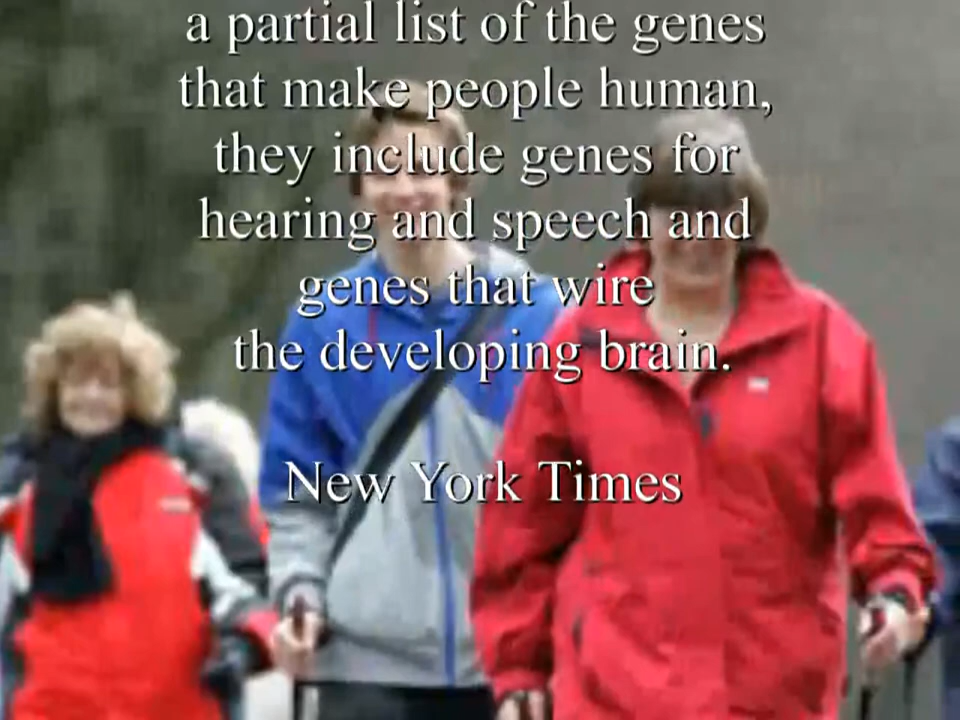 a partial list of the genes
that make people human,
they include genes for
hearing and speech and
genes that wire
the developing brain.
New York Times